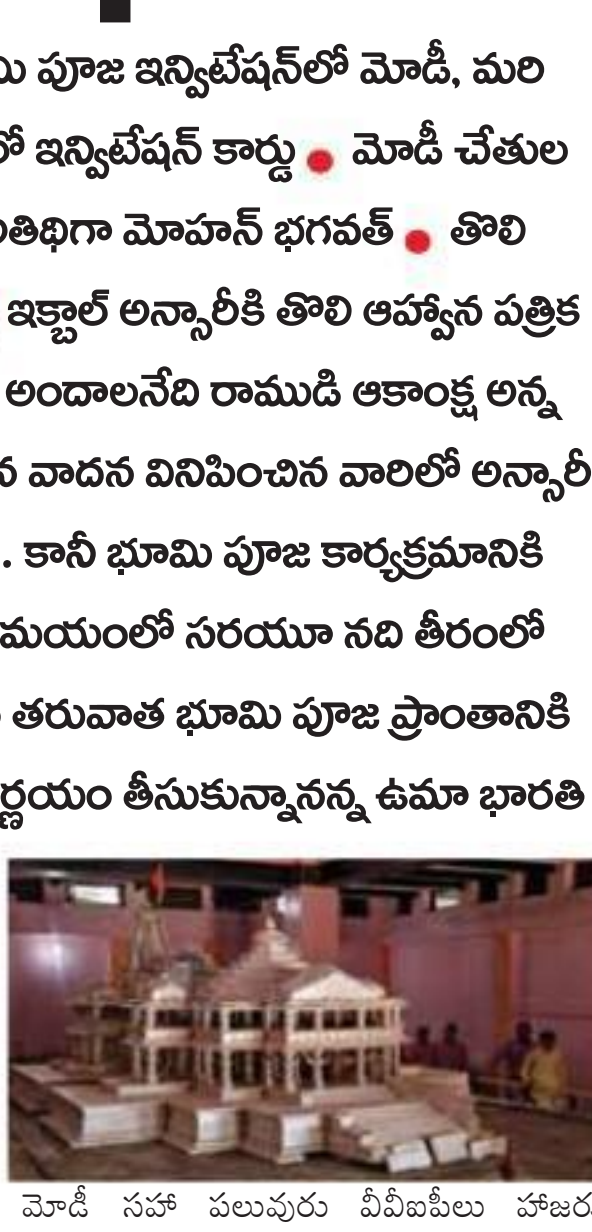 పూజ ఇన్విటేషన్‌లో మోడీ, మరి
ఇన్విటేషన్ కార్డు • మోడీ చేతుల
మోహన్ భగవత్ • తొలి
ఇక్బాల్ అన్సారీకి తొలి ఆహ్వాన పత్రిక
అందాలనేది రాముడి ఆకాంక్ష అన్న
వాదన వినిపించిన వారిలో అన్సారీ
. కానీ భూమి పూజ కార్యక్రమానికి
మయంలో సరయూ నది తీరంలో
తరువాత భూమి పూజ ప్రాంతానికి
ర్ణయం తీసుకున్నానన్న ఉమా భారతి
మోడీ సహా పలువురు వీవీఐపీలు హాజర